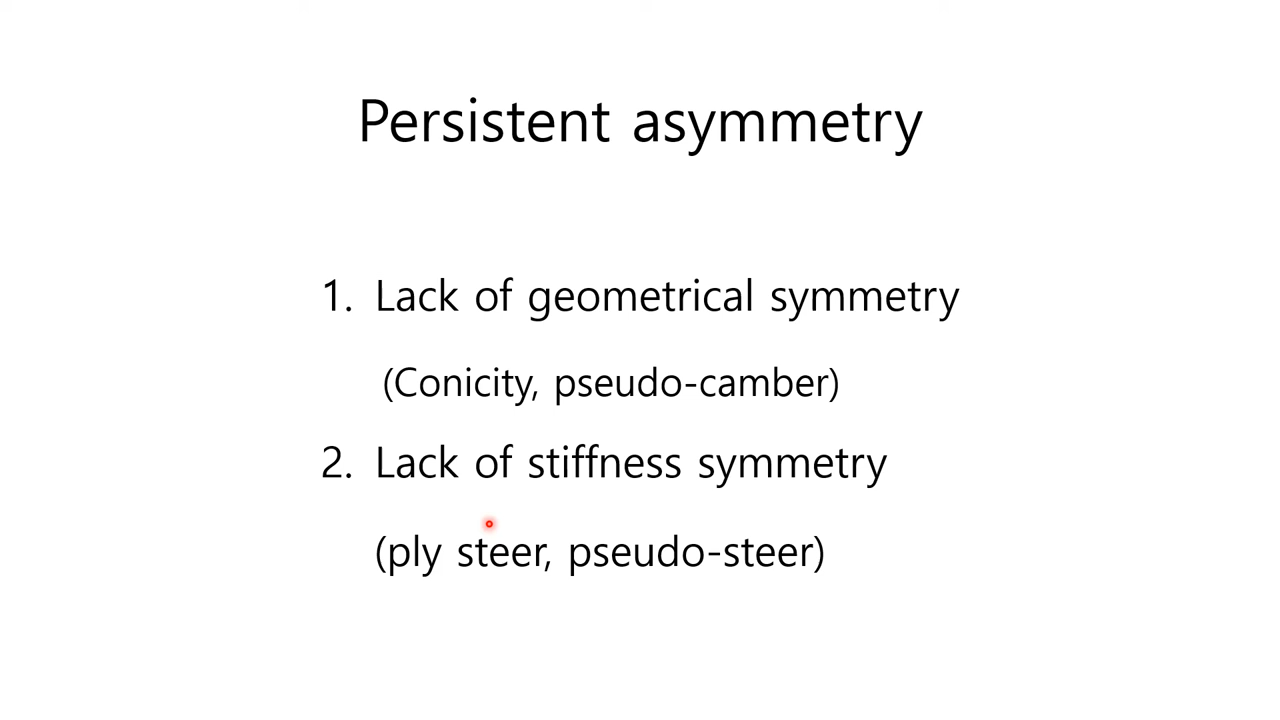 Persistent asymmetry
1. Lack of geometrical symmetry
(Conicity, pseudo-camber)
2. Lack of stiffness symmetry
(ply steer, pseudo-steer)